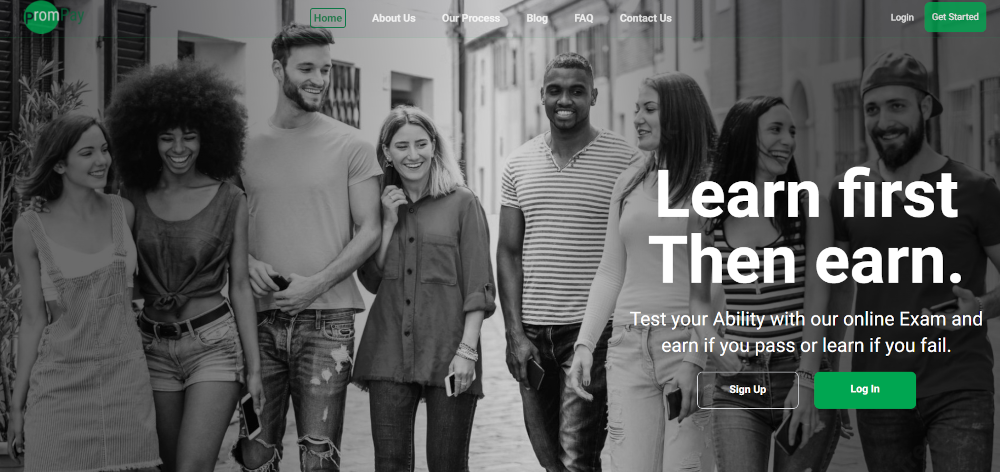 PromPay
Home
About Us
Our Process
Blog
FAQ
Contact Us
Login
Get Started
Learn first
Then earn.
Test your Ability with our online Exam and
earn if you pass or learn if you fail.
Sign Up
Log In